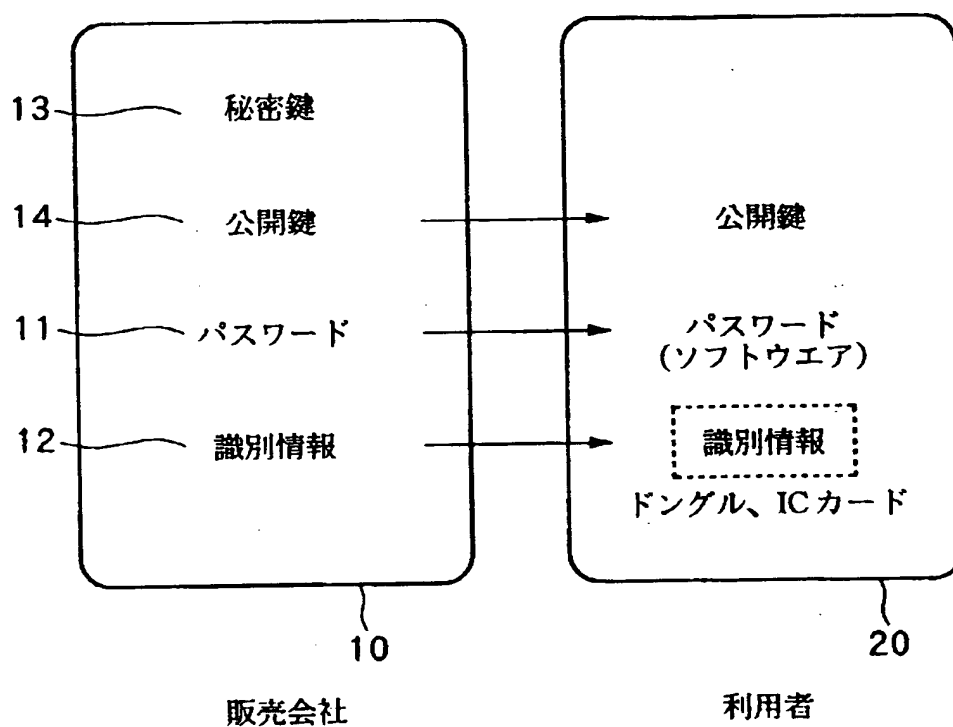 13 秘密鍵
14 公開鍵 公開鍵
11 パスワード パスワード
(ソフトウエア)
12 識別情報 識別情報
ドングル、ICカード
10 20
販売会社 利用者